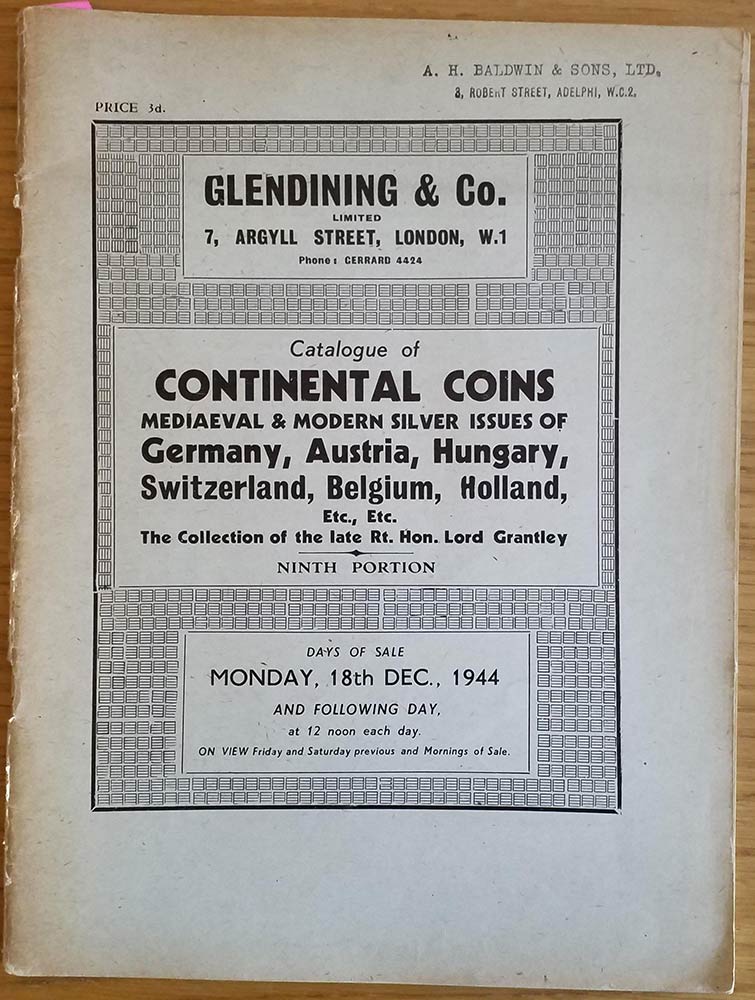 A. H. BALDWIN & SONS, LTD.
3, ROBERT STREET, ADELPHI, W.C.2.
PRICE 3d.
GLENDINING & Co.
LIMITED
7, ARGYLL STREET, LONDON, W.1
Phone: GERRARD 4424
Catalogue of
CONTINENTAL COINS
MEDIAEVAL & MODERN SILVER ISSUES OF
Germany, Austria, Hungary,
Switzerland, Belgium, Holland,
Etc., Etc.
The Collection of the late Rt. Hon. Lord Grantley
NINTH PORTION
DAYS OF SALE
MONDAY, 18th DEC., 1944
AND FOLLOWING DAY,
at 12 noon each day.
ON VIEW Friday and Saturday previous and Mornings of Sale.